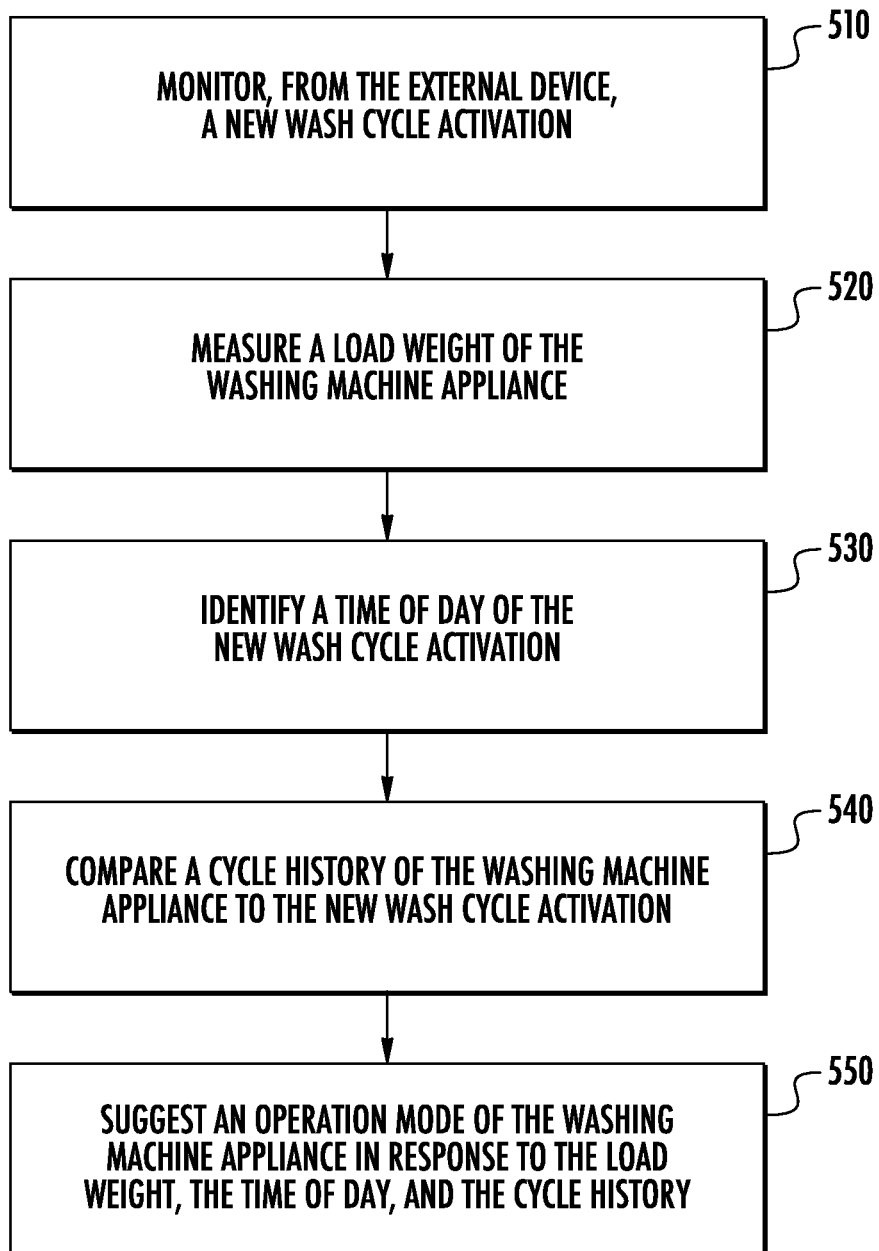 510
MONITOR, FROM THE EXTERNAL DEVICE,
A NEW WASH CYCLE ACTIVATION
520
MEASURE A LOAD WEIGHT OF THE
WASHING MACHINE APPLIANCE
530
IDENTIFY A TIME OF DAY OF THE
NEW WASH CYCLE ACTIVATION
540
COMPARE A CYCLE HISTORY OF THE WASHING MACHINE
APPLIANCE TO THE NEW WASH CYCLE ACTIVATION
550
SUGGEST AN OPERATION MODE OF THE WASHING
MACHINE APPLIANCE IN RESPONSE TO THE LOAD
WEIGHT, THE TIME OF DAY, AND THE CYCLE HISTORY